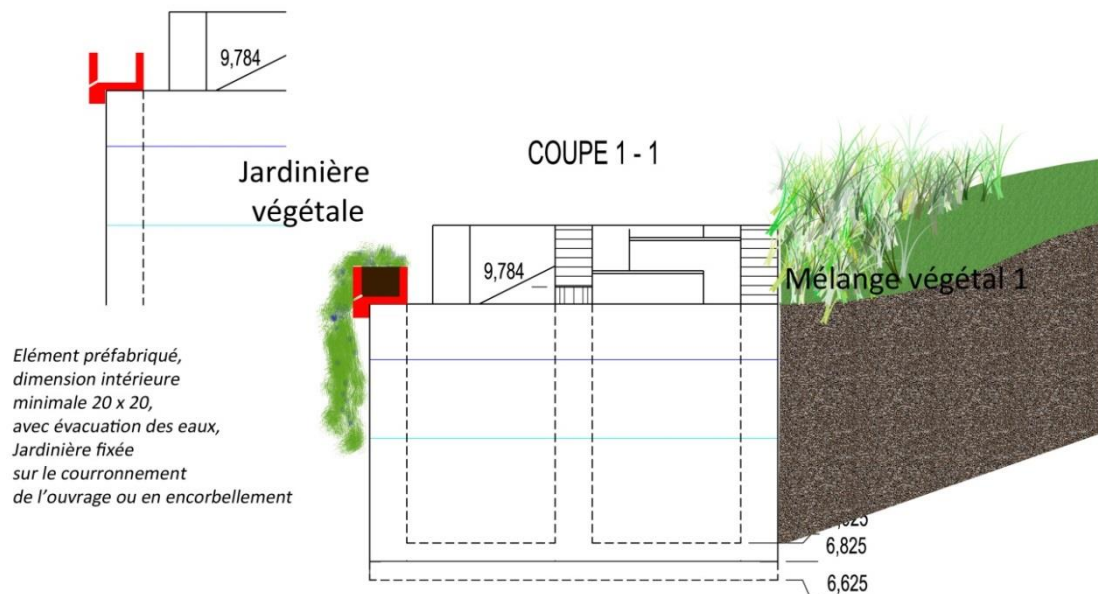 9,784
COUPE 1 - 1
Jardinière
végétale
9,784
Mélange végétal 1
Elément préfabriqué,
dimension intérieure
minimale 20 x 20,
avec évacuation des eaux,
Jardinière fixée
sur le courronnement
de l'ouvrage ou en encorbellement
6,825
6,625